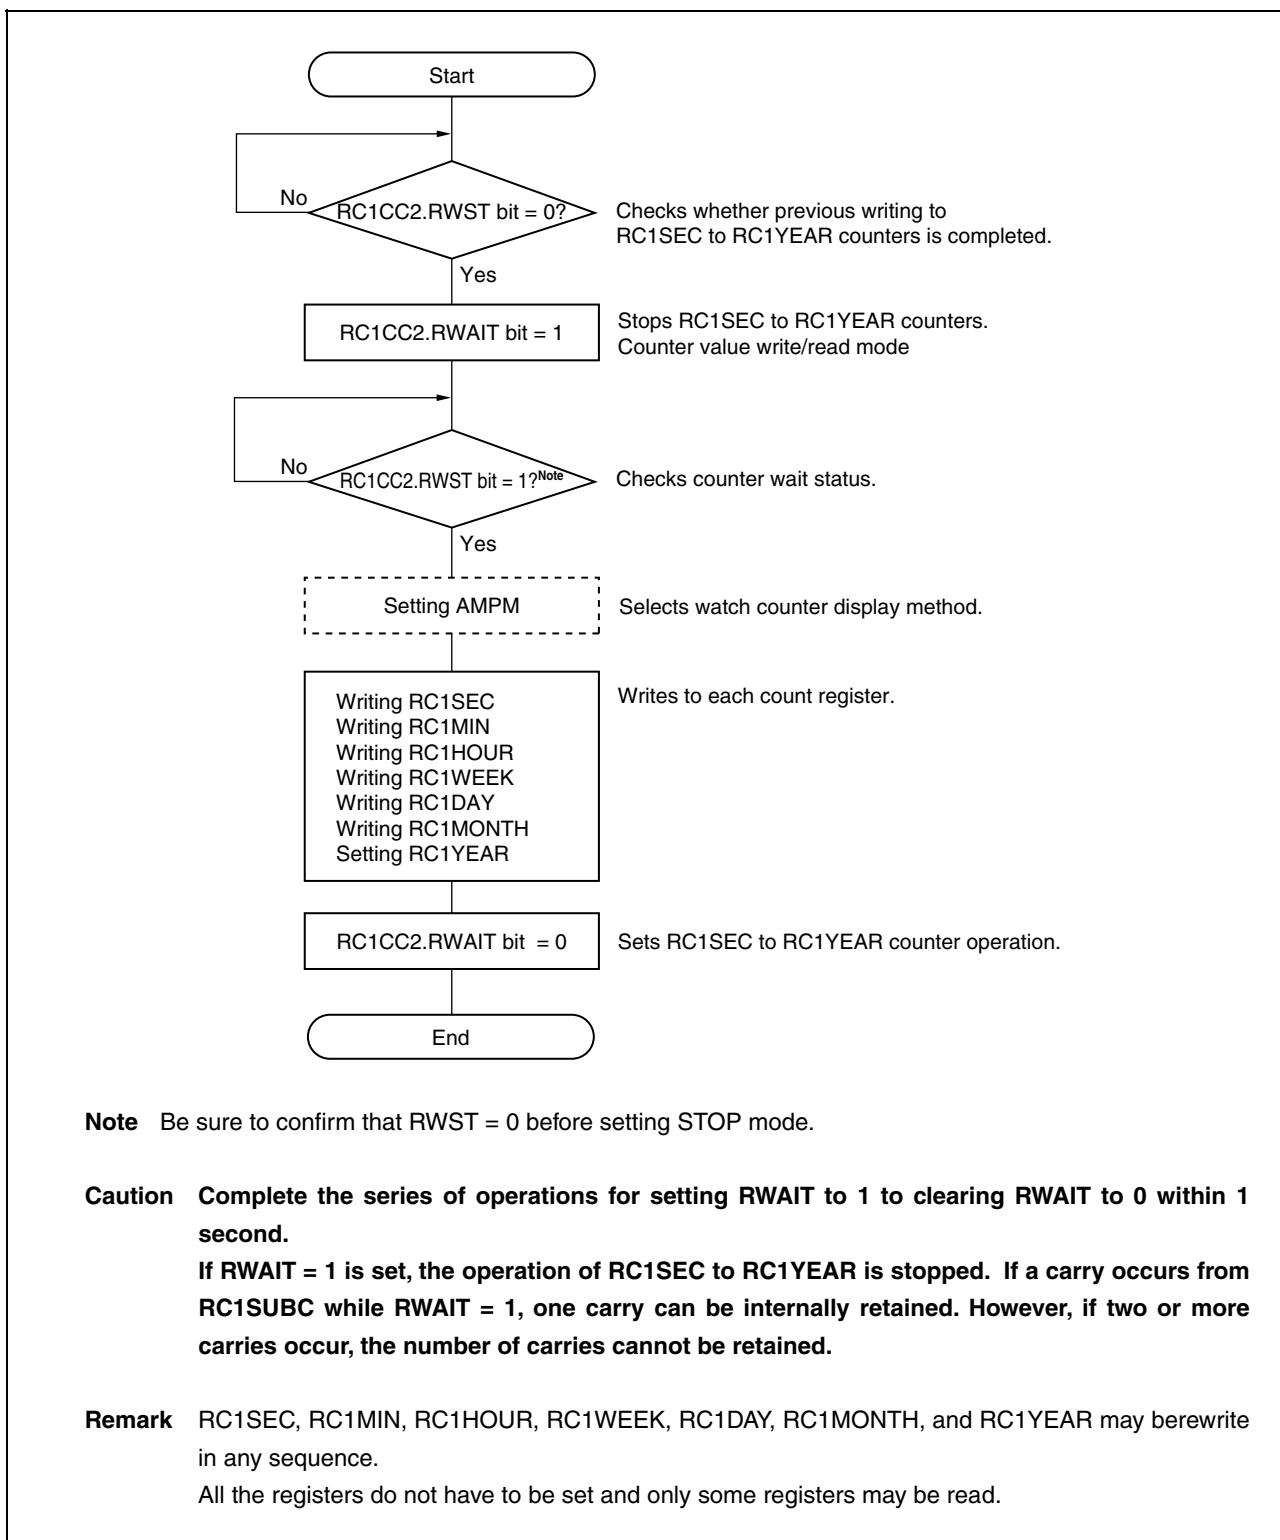 Start
No
RC1CC2.RWST bit = 0?
Checks whether previous writing to
RC1SEC to RC1YEAR counters is completed.
Yes
RC1CC2.RWAIT bit = 1
Stops RC1SEC to RC1YEAR counters.
Counter value write/read mode
No
RC1CC2.RWST bit = 1?Note
Checks counter wait status.
Yes
Setting AMPM
Selects watch counter display method.
Writing RC1SEC
Writing RC1MIN
Writing RC1HOUR
Writing RC1WEEK
Writing RC1DAY
Writing RC1MONTH
Setting RC1YEAR
Writes to each count register.
RC1CC2.RWAIT bit = 0
Sets RC1SEC to RC1YEAR counter operation.
End
Note Be sure to confirm that RWST = 0 before setting STOP mode.
Caution Complete the series of operations for setting RWAIT to 1 to clearing RWAIT to 0 within 1
second.
If RWAIT = 1 is set, the operation of RC1SEC to RC1YEAR is stopped. If a carry occurs from
RC1SUBC while RWAIT = 1, one carry can be internally retained. However, if two or more
carries occur, the number of carries cannot be retained.
Remark RC1SEC, RC1MIN, RC1HOUR, RC1WEEK, RC1DAY, RC1MONTH, and RC1YEAR may berewrite
in any sequence.
All the registers do not have to be set and only some registers may be read.